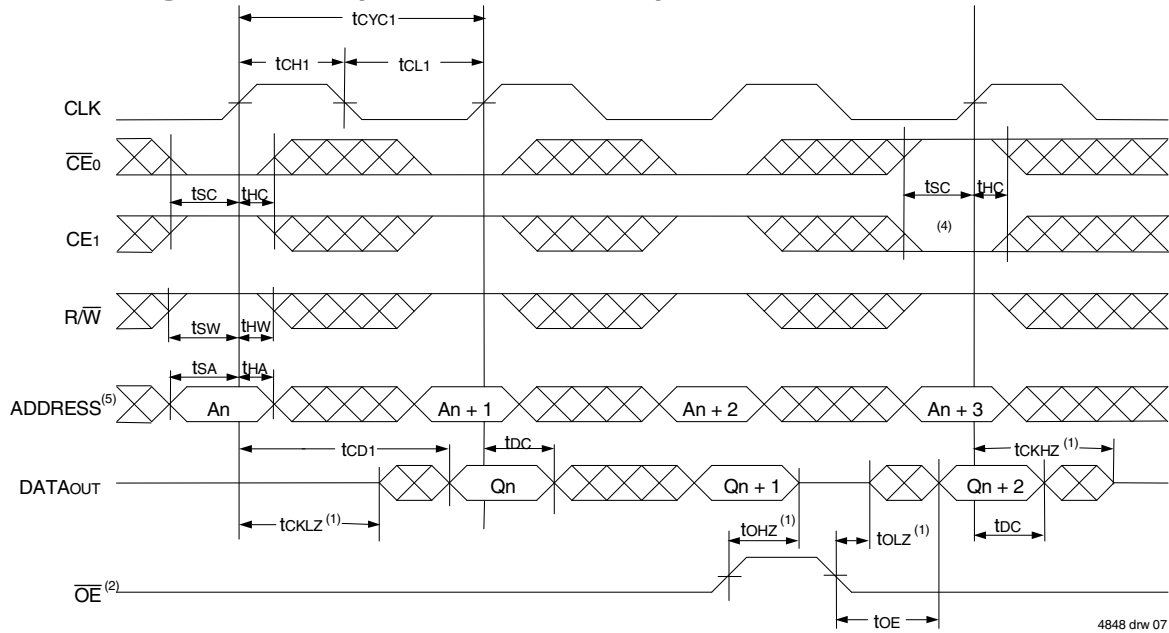 tCYC1
tCH1 tCL1
CLK
CE0
tSC tHC tSC tHC
CE1 (4)
R/W
tSW tHW
tSA tHA
ADDRESS(5) An An + 1 An + 2 An + 3
tCD1 tDC tCKHZ (1)
DATAOUT Qn Qn + 1 Qn + 2
tCKLZ (1) tOHZ (1) tOLZ (1) tDC
OE (2)
tOE
4848 drw 07